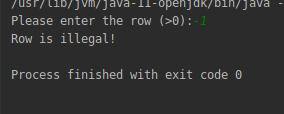 /usr/lib/jvm/java-11-openjdk/bin/java -
Please enter the row (>0):-1
Row is illegal!
Process finished with exit code 0